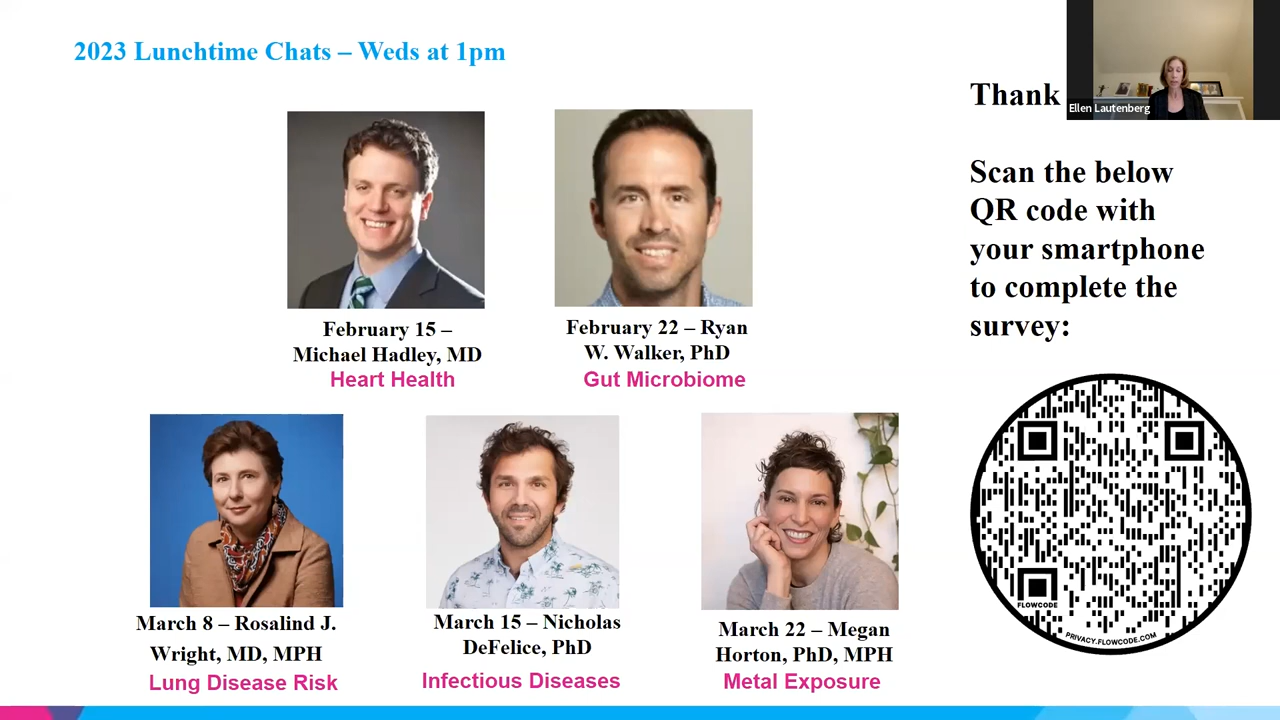 2023 Lunchtime Chats – Weds at 1pm
Thank
Ellen Lautenberg
Scan the below
QR code with
your smartphone
to complete the
survey:
February 15 –
Michael Hadley, MD
Heart Health
February 22 – Ryan
W. Walker, PhD
Gut Microbiome
March 8 – Rosalind J.
Wright, MD, MPH
Lung Disease Risk
March 15 – Nicholas
DeFelice, PhD
Infectious Diseases
March 22 – Megan
Horton, PhD, MPH
Metal Exposure
FLOWCODE
PRIVACY.FLOWCODE.COM